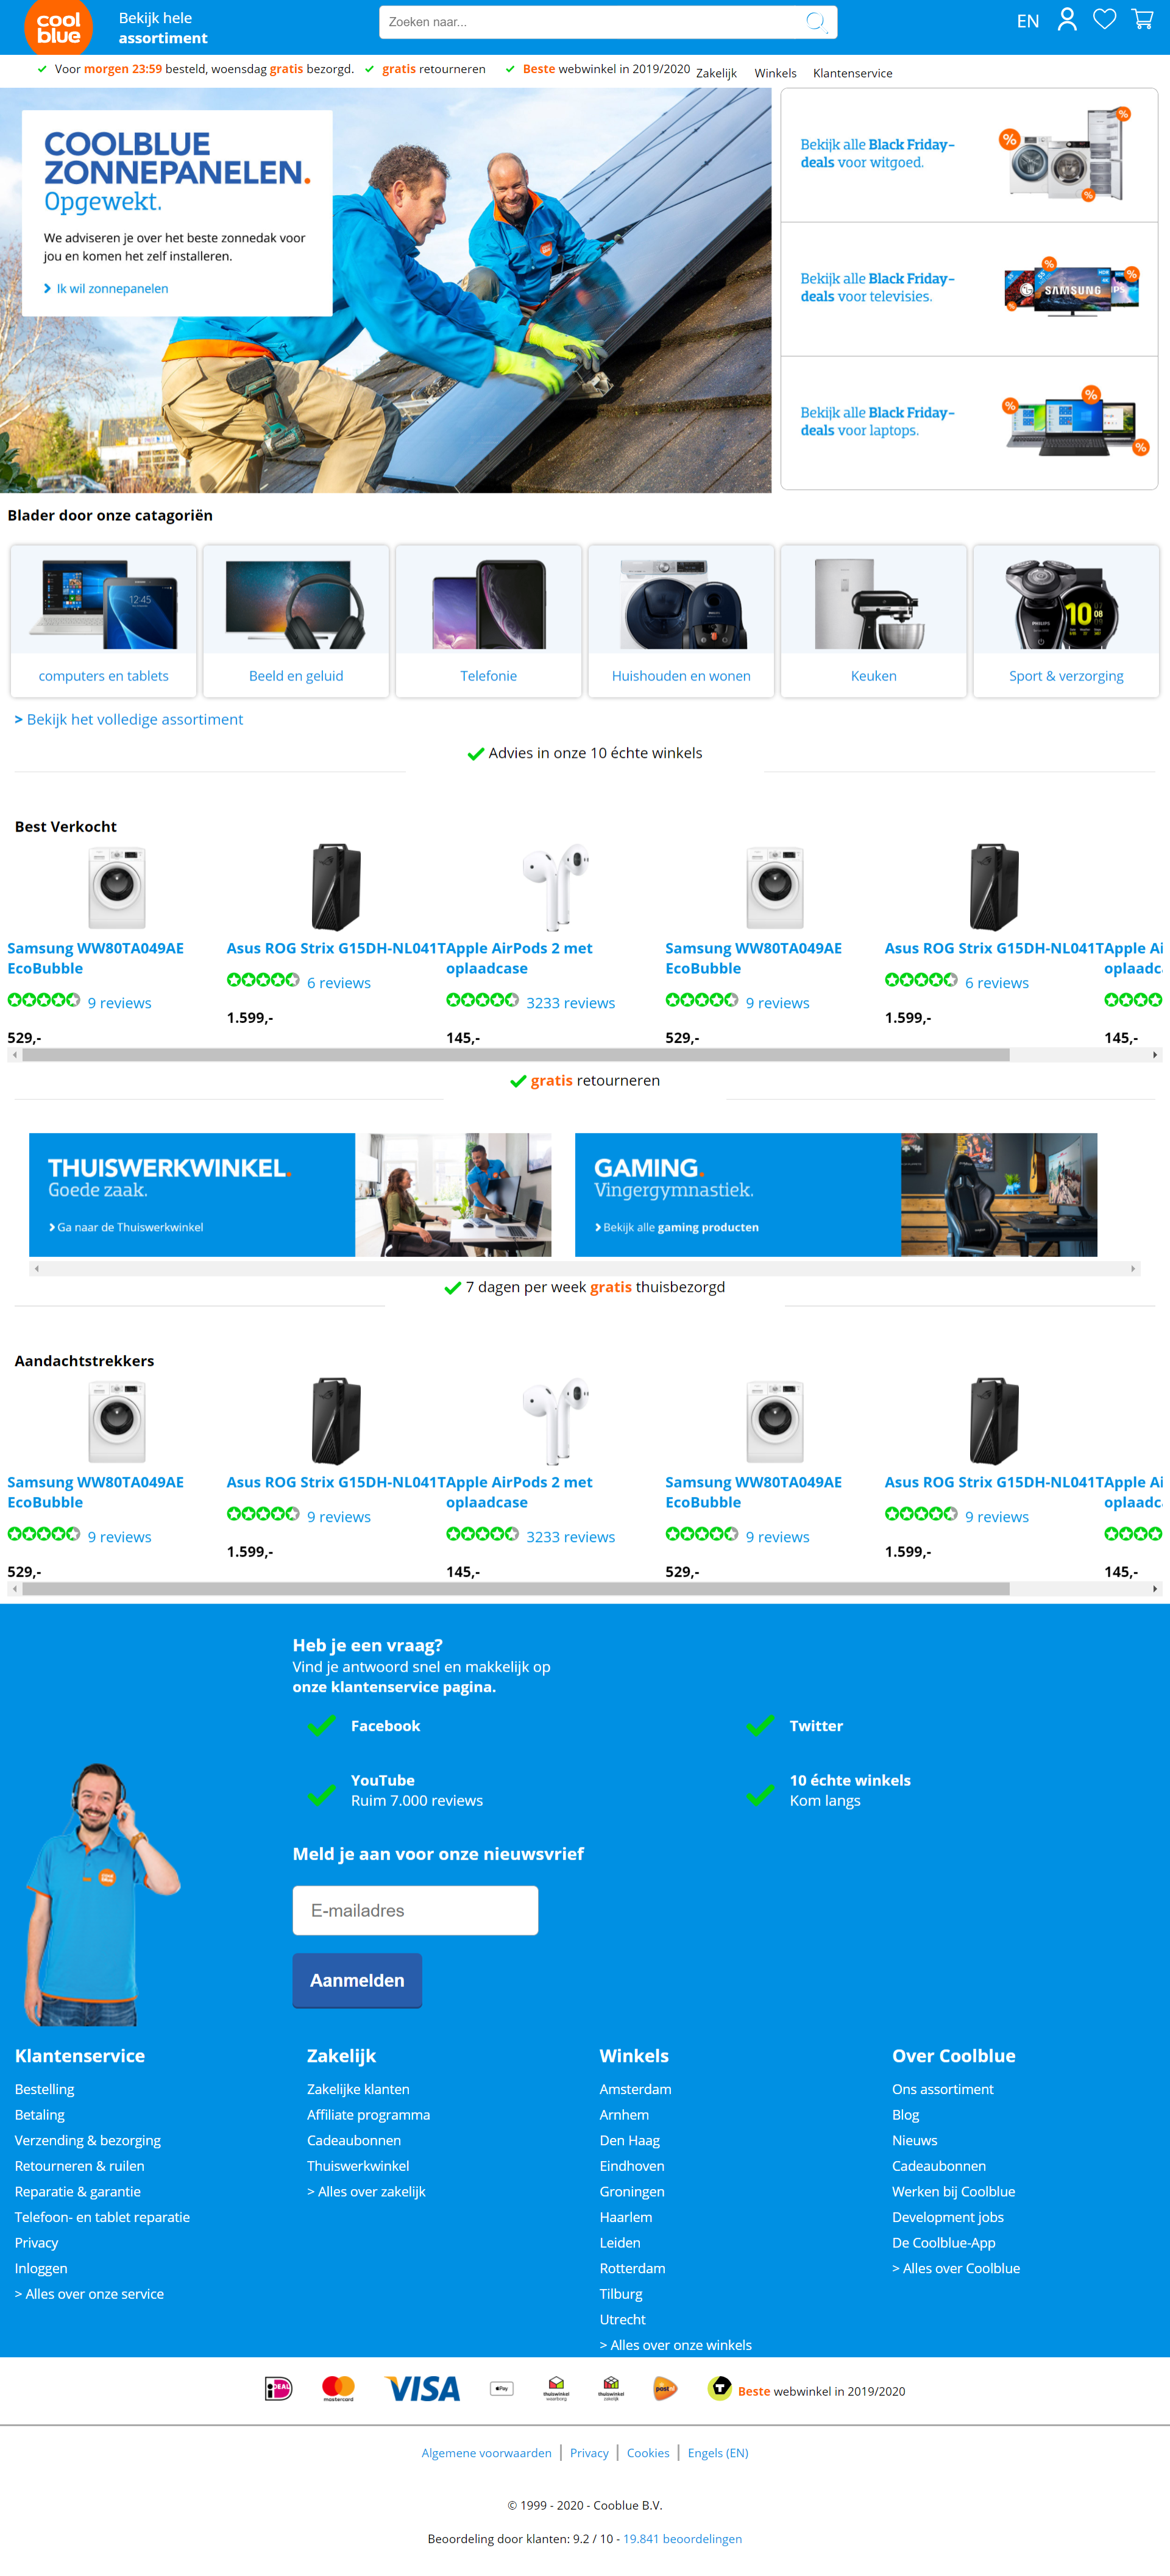 cool
blue
Bekijk hele
assortiment
Zoeken naar...
EN
Voor morgen 23:59 besteld, woensdag gratis bezorgd.
gratis retourneren
Beste webwinkel in 2019/2020
Zakelijk
Winkels
Klantenservice
COOLBLUE
ZONNEPANELEN.
Opgewekt.
We adviseren je over het beste zonnedak voor
jou en komen het zelf installeren.
Ik wil zonnepanelen
Bekijk alle Black Friday-
deals voor witgoed.
Bekijk alle Black Friday-
deals voor televisies.
SAMSUNG
Bekijk alle Black Friday-
deals voor laptops.
Blader door onze catagoriën
12:45
PHILIPS
10 08
computers en tablets
Beeld en geluid
Telefonie
Huishouden en wonen
Keuken
Sport & verzorging
> Bekijk het volledige assortiment
Advies in onze 10 échte winkels
Best Verkocht
Samsung WW80TA049AE
EcoBubble
9 reviews
529,-
Asus ROG Strix G15DH-NL041T
6 reviews
1.599,-
Apple AirPods 2 met
oplaadcase
3233 reviews
145,-
Samsung WW80TA049AE
EcoBubble
9 reviews
529,-
Asus ROG Strix G15DH-NL041T
6 reviews
1.599,-
Apple Ai
oplaadc
145,-
gratis retourneren
THUISWERKWINKEL.
Goede zaak.
Ga naar de Thuiswerkwinkel
GAMING.
Vingergymnastiek.
Bekijk alle gaming producten
7 dagen per week gratis thuisbezorgd
Aandachtstrekkers
Samsung WW80TA049AE
EcoBubble
9 reviews
529,-
Asus ROG Strix G15DH-NL041T
9 reviews
1.599,-
Apple AirPods 2 met
oplaadcase
3233 reviews
145,-
Samsung WW80TA049AE
EcoBubble
9 reviews
529,-
Asus ROG Strix G15DH-NL041T
9 reviews
1.599,-
Apple Ai
oplaadc
145,-
Heb je een vraag?
Vind je antwoord snel en makkelijk op
onze klantenservice pagina.
Facebook
Twitter
YouTube
Ruim 7.000 reviews
10 échte winkels
Kom langs
cool
blue
Meld je aan voor onze nieuwsvrief
E-mailadres
Aanmelden
Klantenservice
Bestelling
Betaling
Verzending & bezorging
Retourneren & ruilen
Reparatie & garantie
Telefoon- en tablet reparatie
Privacy
Inloggen
> Alles over onze service
Zakelijk
Zakelijke klanten
Affiliate programma
Cadeaubonnen
Thuiswerkwinkel
> Alles over zakelijk
Winkels
Amsterdam
Arnhem
Den Haag
Eindhoven
Groningen
Haarlem
Leiden
Rotterdam
Tilburg
Utrecht
> Alles over onze winkels
Over Coolblue
Ons assortiment
Blog
Nieuws
Cadeaubonnen
Werken bij Coolblue
Development jobs
De Coolblue-App
> Alles over Coolblue
iDEAL
mastercard
VISA
Pay
thuiswinkel
waarborg
thuiswinkel
zakelijk
postnl
Beste webwinkel in 2019/2020
Algemene voorwaarden
Privacy
Cookies
Engels (EN)
© 1999 - 2020 - Cooblue B.V.
Beoordeling door klanten: 9.2 / 10 - 19.841 beoordelingen